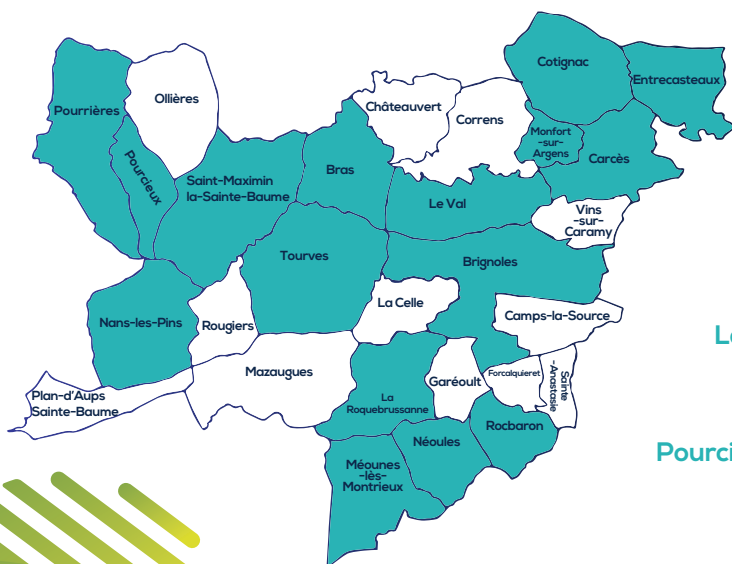 Cotignac
Entrecasteaux
Pourrières
Ollières
Châteauvert
Correns
Monfort
-sur-
Argens
Carcès
Pourcieux
Saint-Maximin
la-Sainte-Baume
Bras
Le Val
Vins
-sur-
Caramy
Tourves
Brignoles
Nans-les-Pins
Rougiers
La Celle
Camps-la-Source
Mazaugues
Garéoult
Forcalquieret
Sainte
-Anastasie
Plan-d'Aups
Sainte-Baume
La
Roquebrussanne
Rocbaron
Néoules
Méounes
-lès-
Montrieux
Pourci